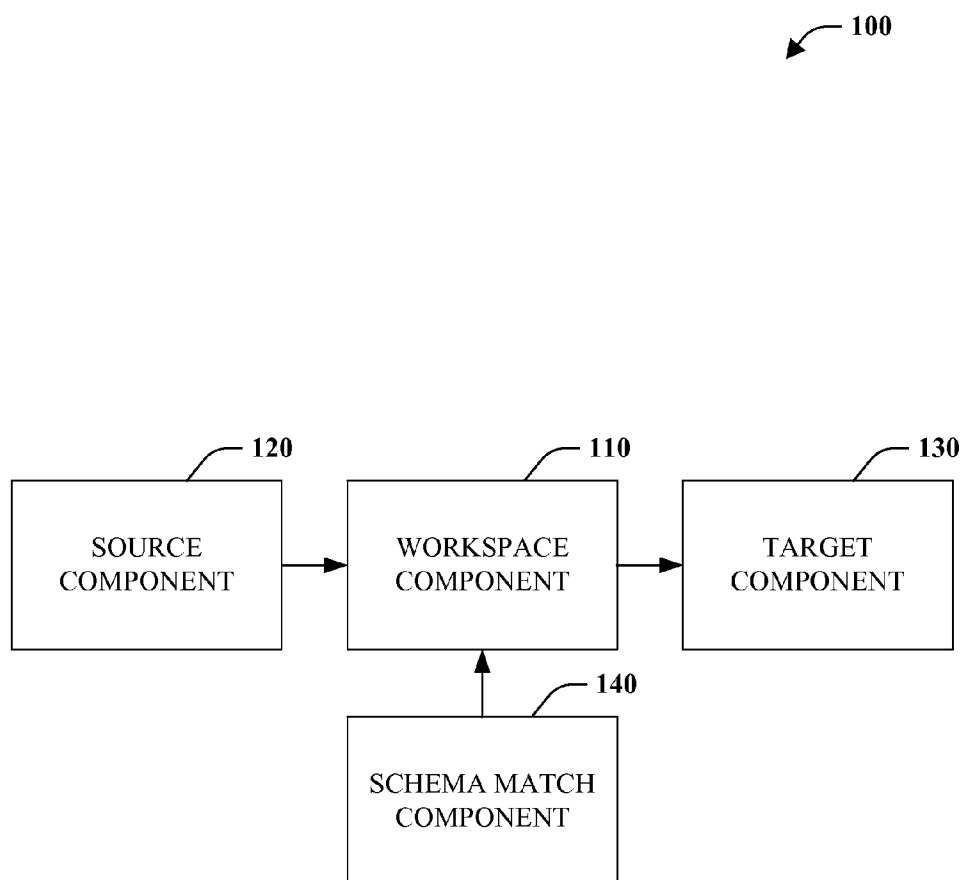 100
120
110
130
SOURCE
COMPONENT
WORKSPACE
COMPONENT
TARGET
COMPONENT
140
SCHEMA MATCH
COMPONENT